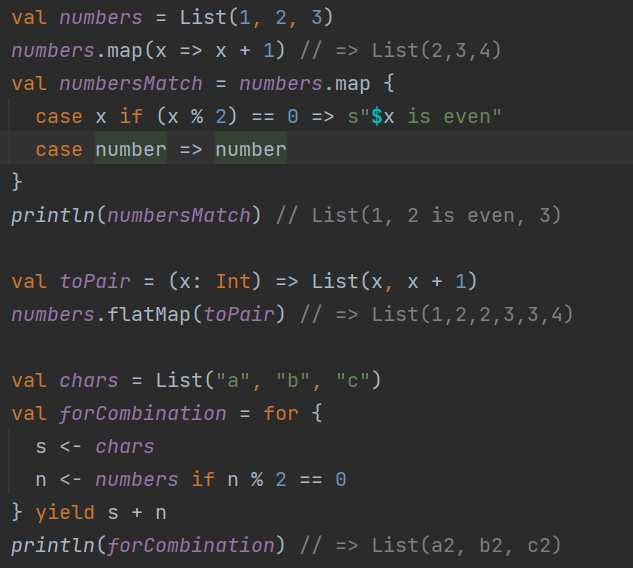 val numbers = List(1, 2, 3)
numbers.map(x => x + 1) // => List(2,3,4)
val numbersMatch = numbers.map {
  case x if (x % 2) == 0 => s"$x is even"
  case number => number
}
println(numbersMatch) // List(1, 2 is even, 3)

val toPair = (x: Int) => List(x, x + 1)
numbers.flatMap(toPair) // => List(1,2,2,3,3,4)

val chars = List("a", "b", "c")
val forCombination = for {
  s <- chars
  n <- numbers if n % 2 == 0
} yield s + n
println(forCombination) // => List(a2, b2, c2)